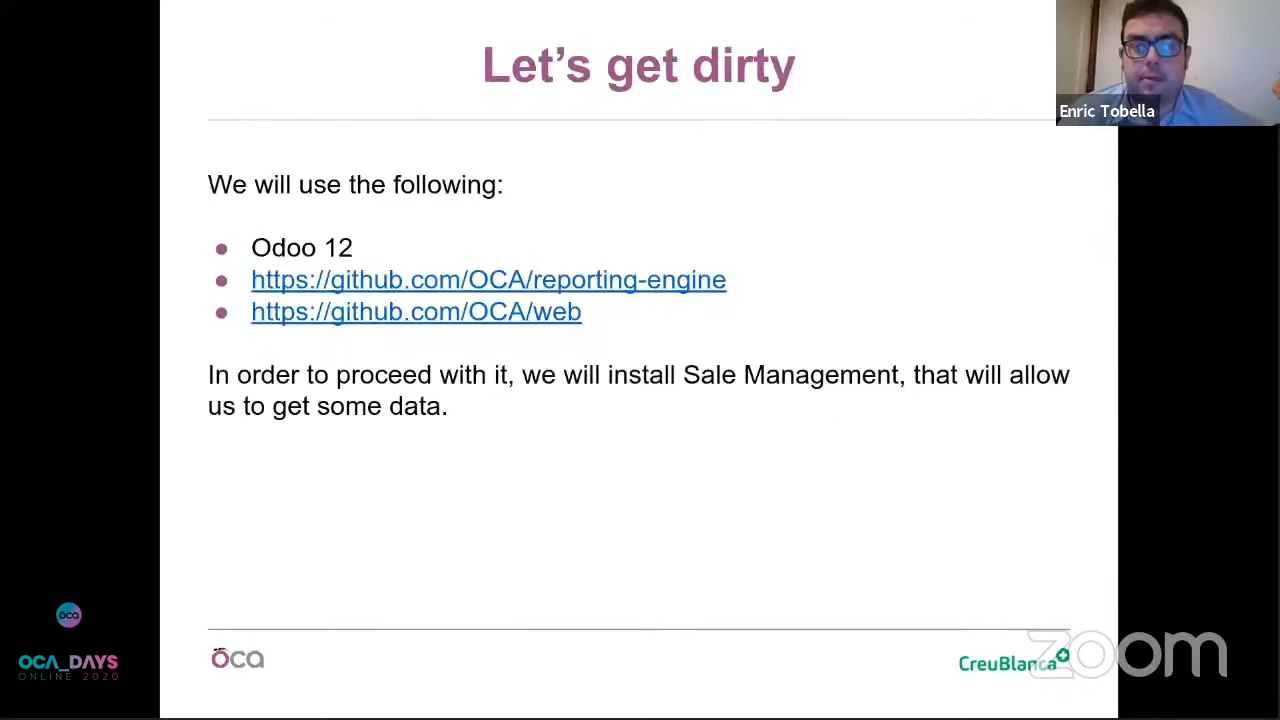 Let's get dirty
Enric Tobella
We will use the following:
● Odoo 12
● https://github.com/OCA/reporting-engine
● https://github.com/OCA/web
In order to proceed with it, we will install Sale Management, that will allow
us to get some data.
oca
OCA_DAYS
ONLINE 2020
oca
CreuBlanca
zoom